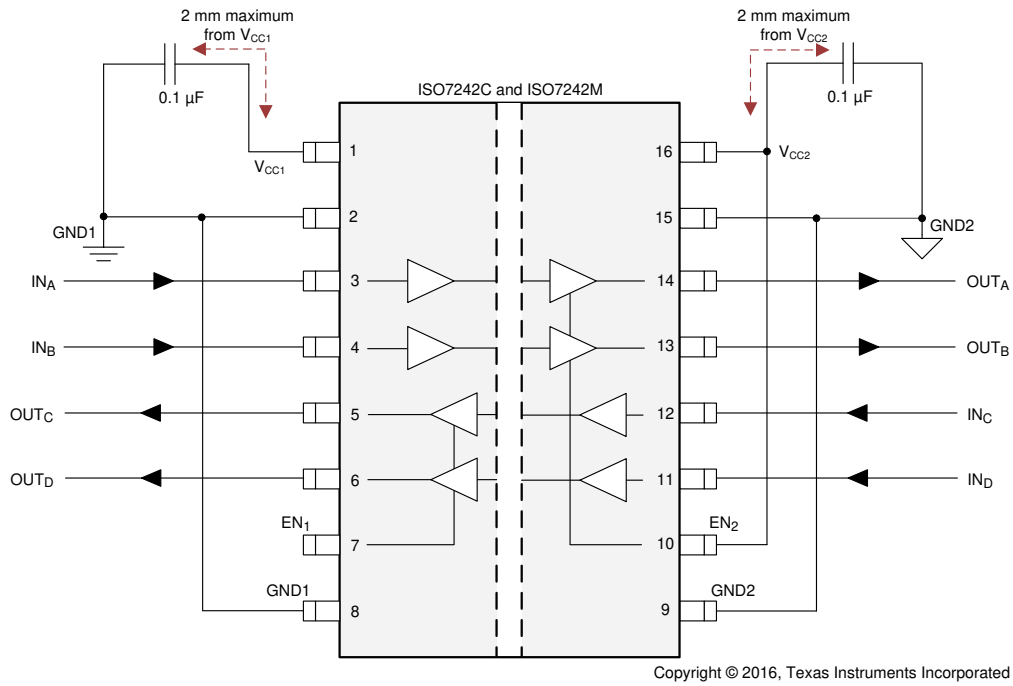 2 mm maximum
from VCC1
2 mm maximum
from VCC2
0.1 µF
0.1 µF
ISO7242C and ISO7242M
1
16
VCC1
VCC2
2
15
GND1
GND2
INA
3
14
OUTA
INB
4
13
OUTB
OUTC
5
12
INC
OUTD
6
11
IND
EN1
EN2
7
10
GND1
GND2
8
9
Copyright © 2016, Texas Instruments Incorporated